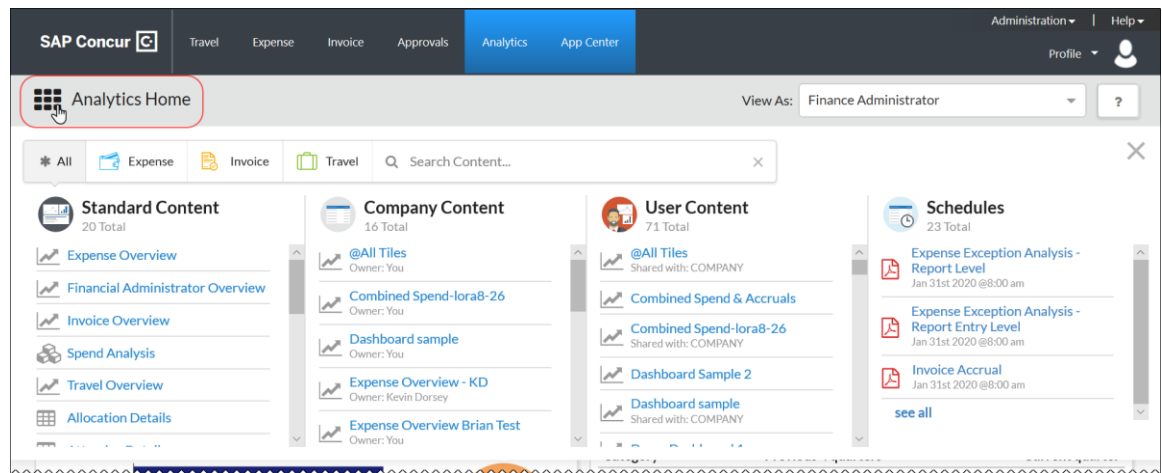 Administration | Help
SAP Concur C Travel Expense Invoice Approvals Analytics App Center
Profile
Analytics Home View As: Finance Administrator ?
All Expense Invoice Travel Search Content...
Standard Content
20 Total
Expense Overview
Financial Administrator Overview
Invoice Overview
Spend Analysis
Travel Overview
Allocation Details
Company Content
16 Total
@All Tiles
Owner: You
Combined Spend-lora8-26
Owner: You
Dashboard sample
Owner: You
Expense Overview - KD
Owner: Kevin Dorsey
Expense Overview Brian Test
Owner: You
User Content
71 Total
@All Tiles
Shared with: COMPANY
Combined Spend & Accruals
Combined Spend-lora8-26
Shared with: COMPANY
Dashboard Sample 2
Dashboard sample
Shared with: COMPANY
Schedules
23 Total
Expense Exception Analysis -
Report Level
Jan 31st 2020 @8:00 am
Expense Exception Analysis -
Report Entry Level
Jan 31st 2020 @8:00 am
Invoice Accrual
Jan 31st 2020 @8:00 am
see all